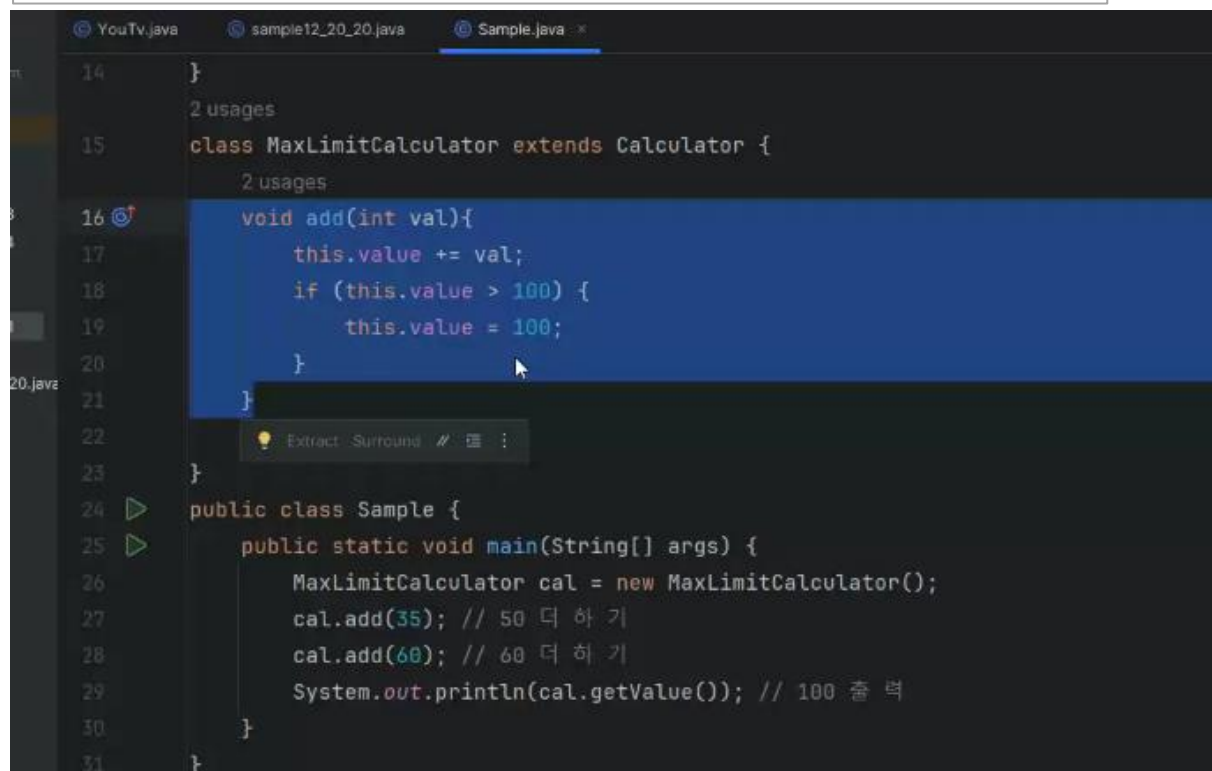 YouTv.java sample12_20_20.java Sample.java ×
14 }
2 usages
15 class MaxLimitCalculator extends Calculator {
2 usages
16 void add(int val){
17 this.value += val;
18 if (this.value > 100) {
19 this.value = 100;
20 }
20.java
21 }
22 Extract Surround // ⋮
23 }
24 public class Sample {
25 public static void main(String[] args) {
26 MaxLimitCalculator cal = new MaxLimitCalculator();
27 cal.add(35); // 50 더하기
28 cal.add(60); // 60 더하기
29 System.out.println(cal.getValue()); // 100 출력
30 }
31 }